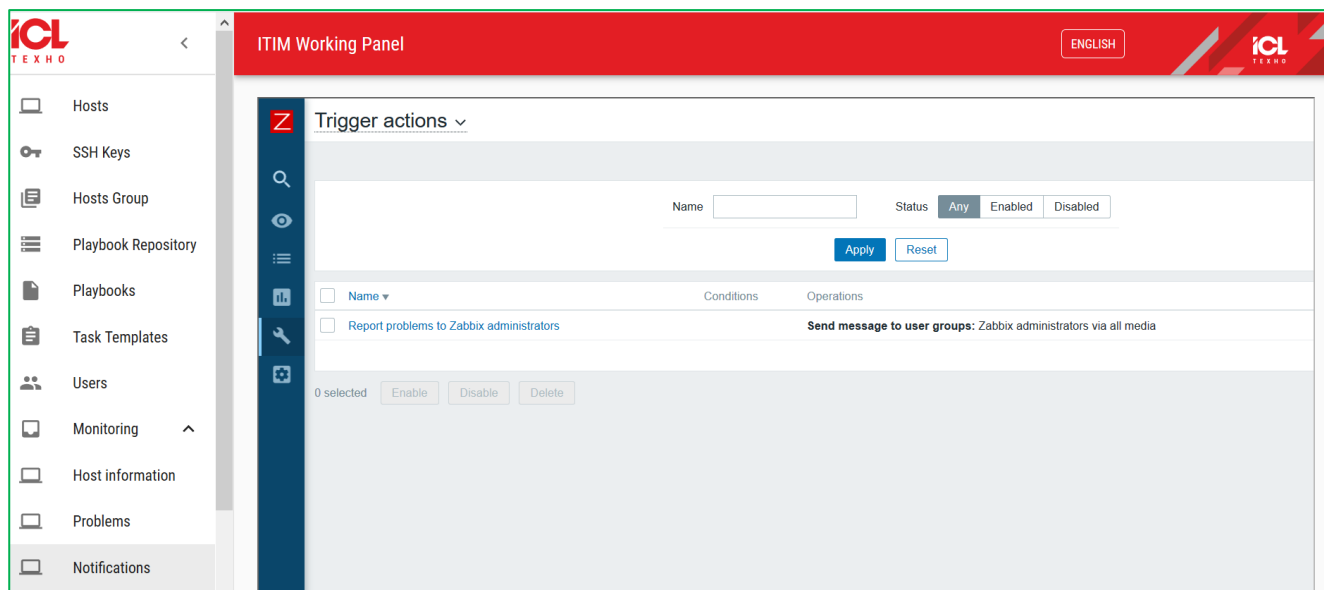 ICL
ТЕХНО
Hosts
SSH Keys
Hosts Group
Playbook Repository
Playbooks
Task Templates
Users
Monitoring
Host information
Problems
Notifications
ITIM Working Panel
ENGLISH
ICL
ТЕХНО
Z
Trigger actions
Name
Status Any Enabled Disabled
Apply Reset
Name Conditions Operations
Report problems to Zabbix administrators Send message to user groups: Zabbix administrators via all media
0 selected Enable Disable Delete